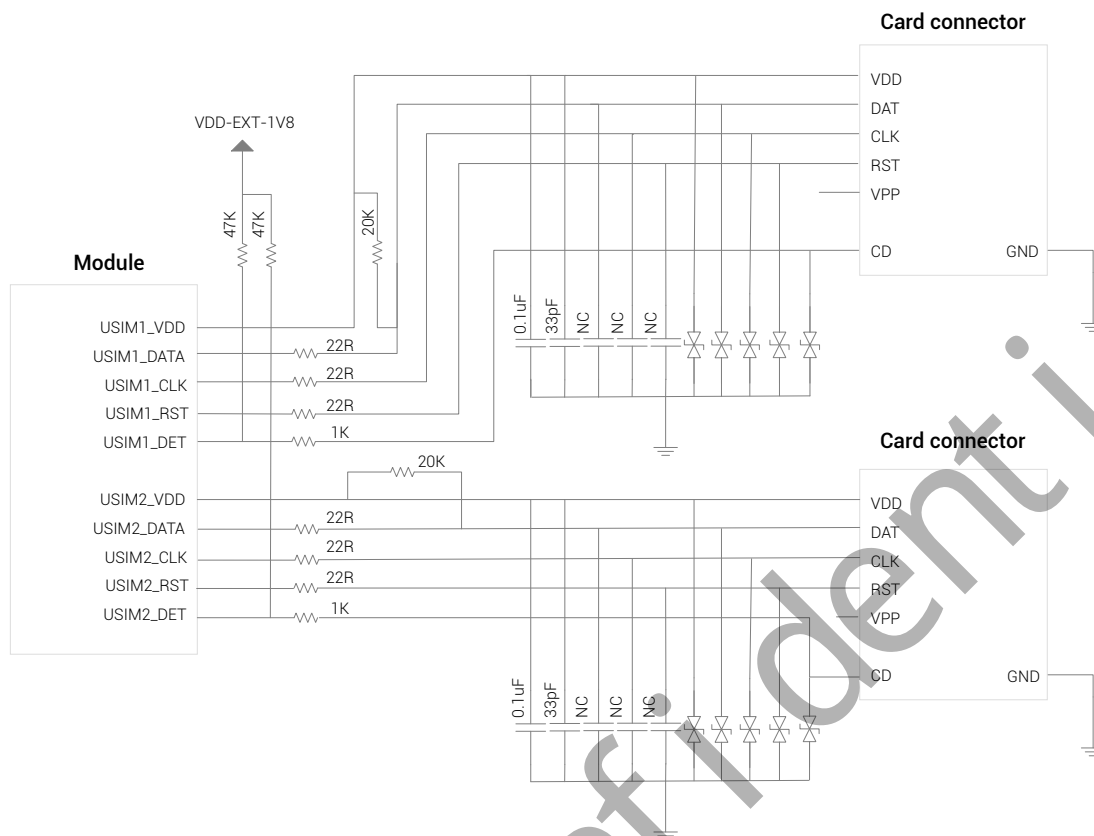 Card connector
VDD
DAT
CLK
RST
VPP
CD
GND
VDD-EXT-1V8
47K
47K
20K
Module
USIM1_VDD
USIM1_DATA
22R
USIM1_CLK
22R
USIM1_RST
22R
USIM1_DET
1K
0.1uF
33pF
NC
NC
NC
Card connector
20K
USIM2_VDD
USIM2_DATA
22R
USIM2_CLK
22R
USIM2_RST
22R
USIM2_DET
1K
VDD
DAT
CLK
RST
VPP
CD
GND
0.1uF
33pF
NC
NC
NC
f i dent i